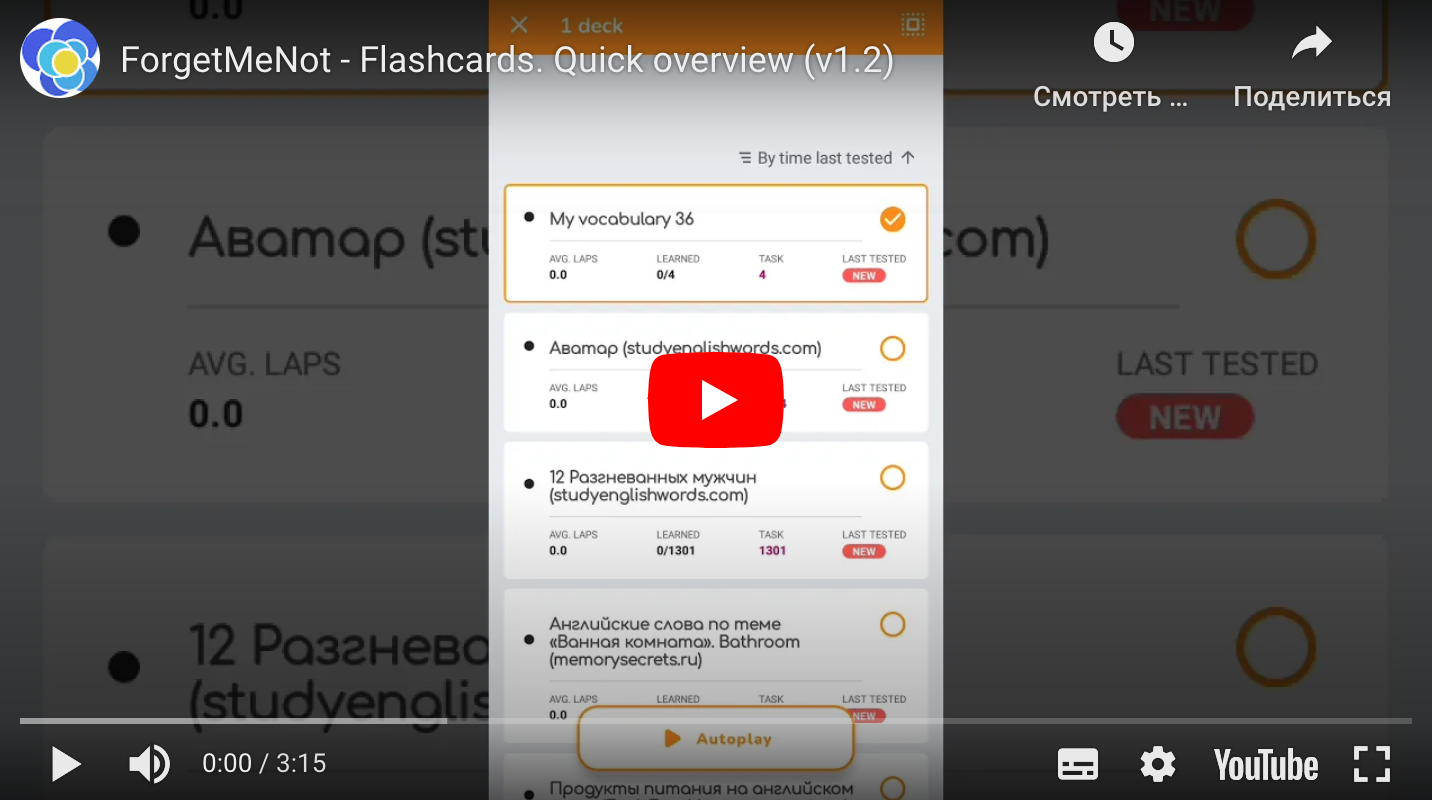 0.0
NEW
1 deck
ForgetMeNot - Flashcards. Quick overview (v1.2)
Смотреть ...
Поделиться
By time last tested
My vocabulary 36
AVG. LAPS
LEARNED
TASK
LAST TESTED
0.0
0/4
4
NEW
Аватар (stu
com)
AVG. LAPS
0.0
LAST TESTED
NEW
Аватар (studyenglishwords.com)
AVG. LAPS
LAST TESTED
0.0
NEW
12 Разгневанных мужчин
(studyenglishwords.com)
AVG. LAPS
LEARNED
TASK
LAST TESTED
0.0
0/1301
1301
NEW
12 Разгнева
(studyenglis
Английские слова по теме
«Ванная комната». Bathroom
(memorysecrets.ru)
AVG. LAPS
LEARNED
TASK
LAST TESTED
0.0
NEW
Autoplay
0:00 / 3:15
YouTube
Продукты питания на английском